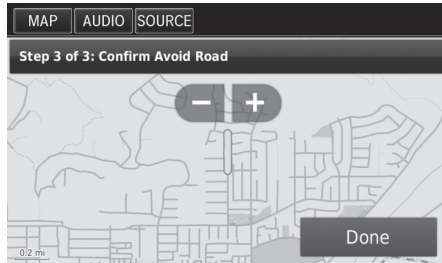 MAP AUDIO SOURCE
Step 3 of 3: Confirm Avoid Road
− +
Done
0.2 mi